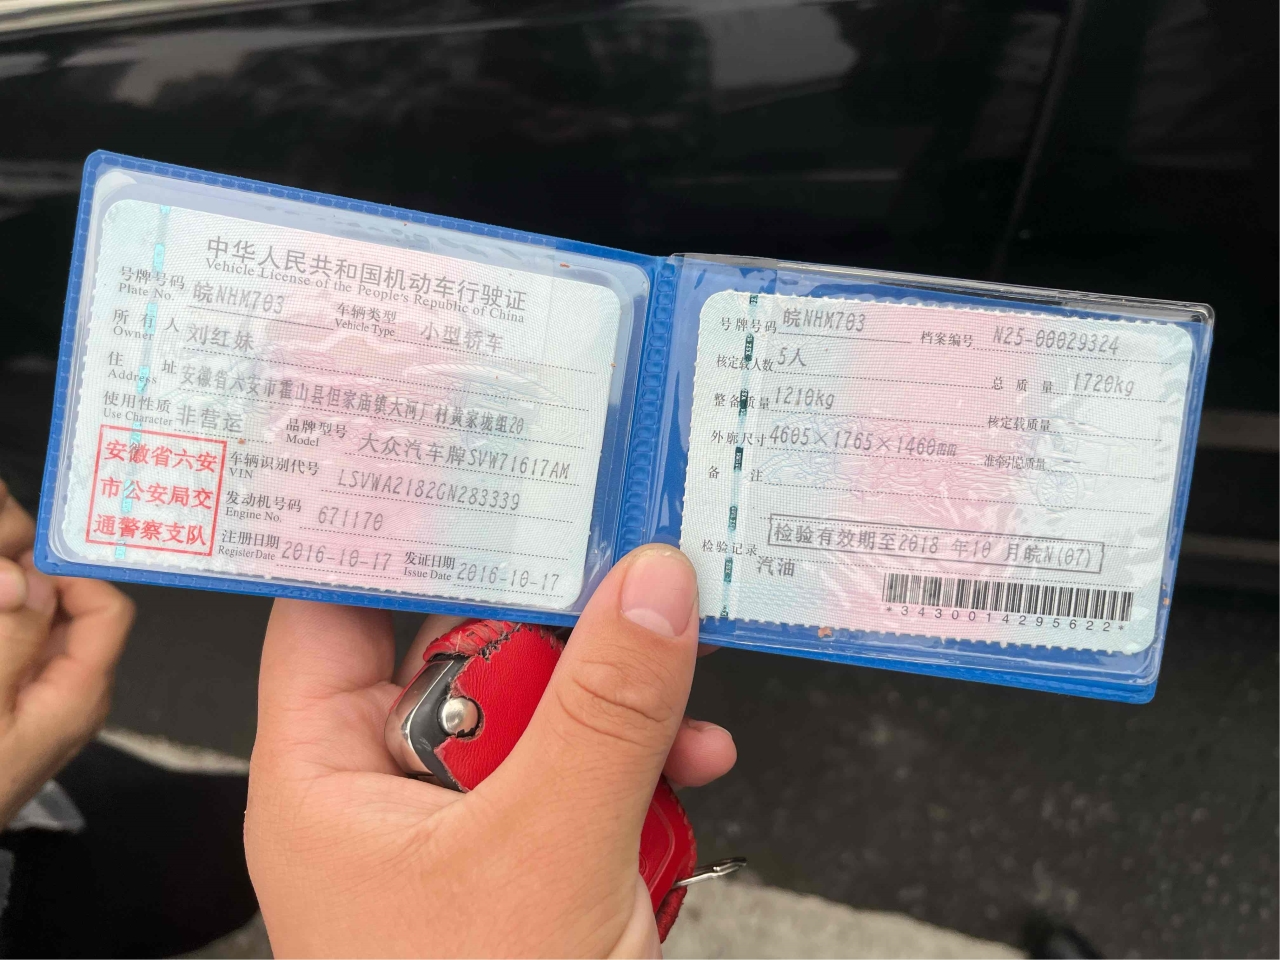 中华人民共和国机动车行驶证
Vehicle License of the People's Republic of China
号牌号码 皖NHM703 车辆类型 小型轿车
Plate No. Vehicle Type
所有人 刘红妹
Owner
住址 安徽省六安市霍山县但家庙镇大河厂村黄家垅组20
Address
使用性质 非营运 品牌型号 大众汽车牌SVW71617AM
Use Character Model
安徽省六安
市公安局交
通警察支队
车辆识别代号 LSVWA2182GN283339
VIN
发动机号码 671170
Engine No.
注册日期 2016-10-17 发证日期 2016-10-17
Register Date Issue Date
号牌号码 皖NHM703 档案编号 N25-00029324
核定载人数 5人 总质量 1720kg
整备质量 1210kg 核定载质量
外廓尺寸 4605×1765×1460mm 准牵引总质量
备注
检验有效期至2018 年10 月皖N(07)
检验记录
汽油
*3430014295622*